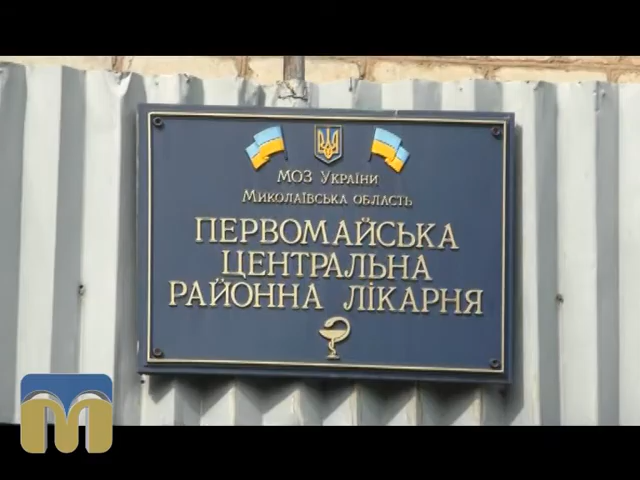 МОЗ України
Миколаївська область
ПЕРВОМАЙСЬКА
ЦЕНТРАЛЬНА
РАЙОННА ЛІКАРНЯ
М